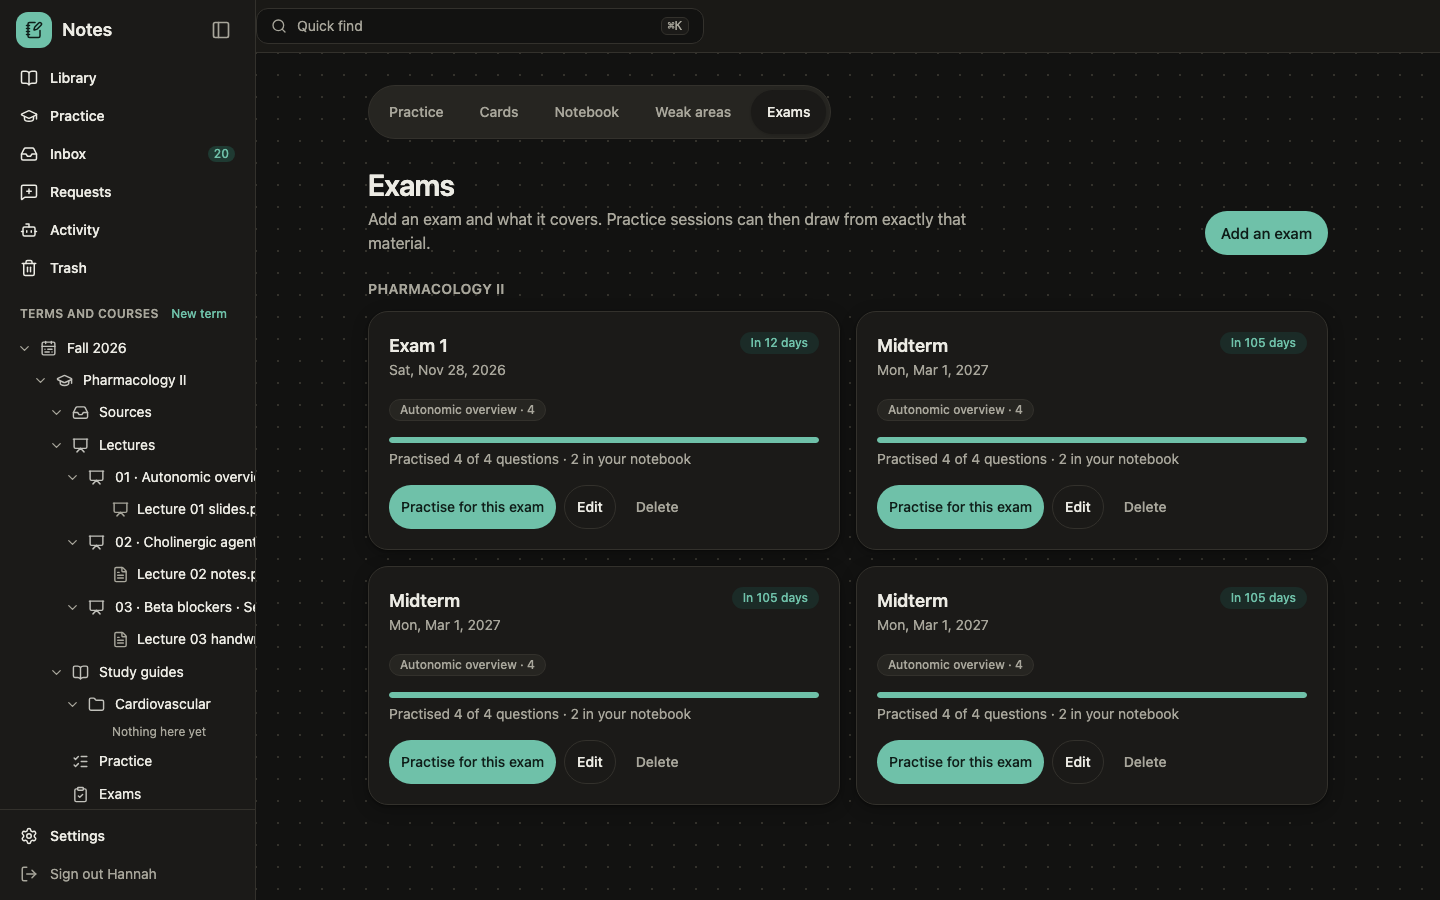 Notes
Quick find
⌘K
Library
Practice
Inbox 20
Requests
Activity
Trash
TERMS AND COURSES New term
Fall 2026
Pharmacology II
Sources
Lectures
01 · Autonomic overvi
Lecture 01 slides.p
02 · Cholinergic agent
Lecture 02 notes.p
03 · Beta blockers · Se
Lecture 03 handw
Study guides
Cardiovascular
Nothing here yet
Practice
Exams
Settings
Sign out Hannah
Practice Cards Notebook Weak areas Exams
Exams
Add an exam and what it covers. Practice sessions can then draw from exactly that
material.
Add an exam
PHARMACOLOGY II
Exam 1
In 12 days
Sat, Nov 28, 2026
Autonomic overview · 4
Practised 4 of 4 questions · 2 in your notebook
Practise for this exam Edit Delete
Midterm
In 105 days
Mon, Mar 1, 2027
Autonomic overview · 4
Practised 4 of 4 questions · 2 in your notebook
Practise for this exam Edit Delete
Midterm
In 105 days
Mon, Mar 1, 2027
Autonomic overview · 4
Practised 4 of 4 questions · 2 in your notebook
Practise for this exam Edit Delete
Midterm
In 105 days
Mon, Mar 1, 2027
Autonomic overview · 4
Practised 4 of 4 questions · 2 in your notebook
Practise for this exam Edit Delete